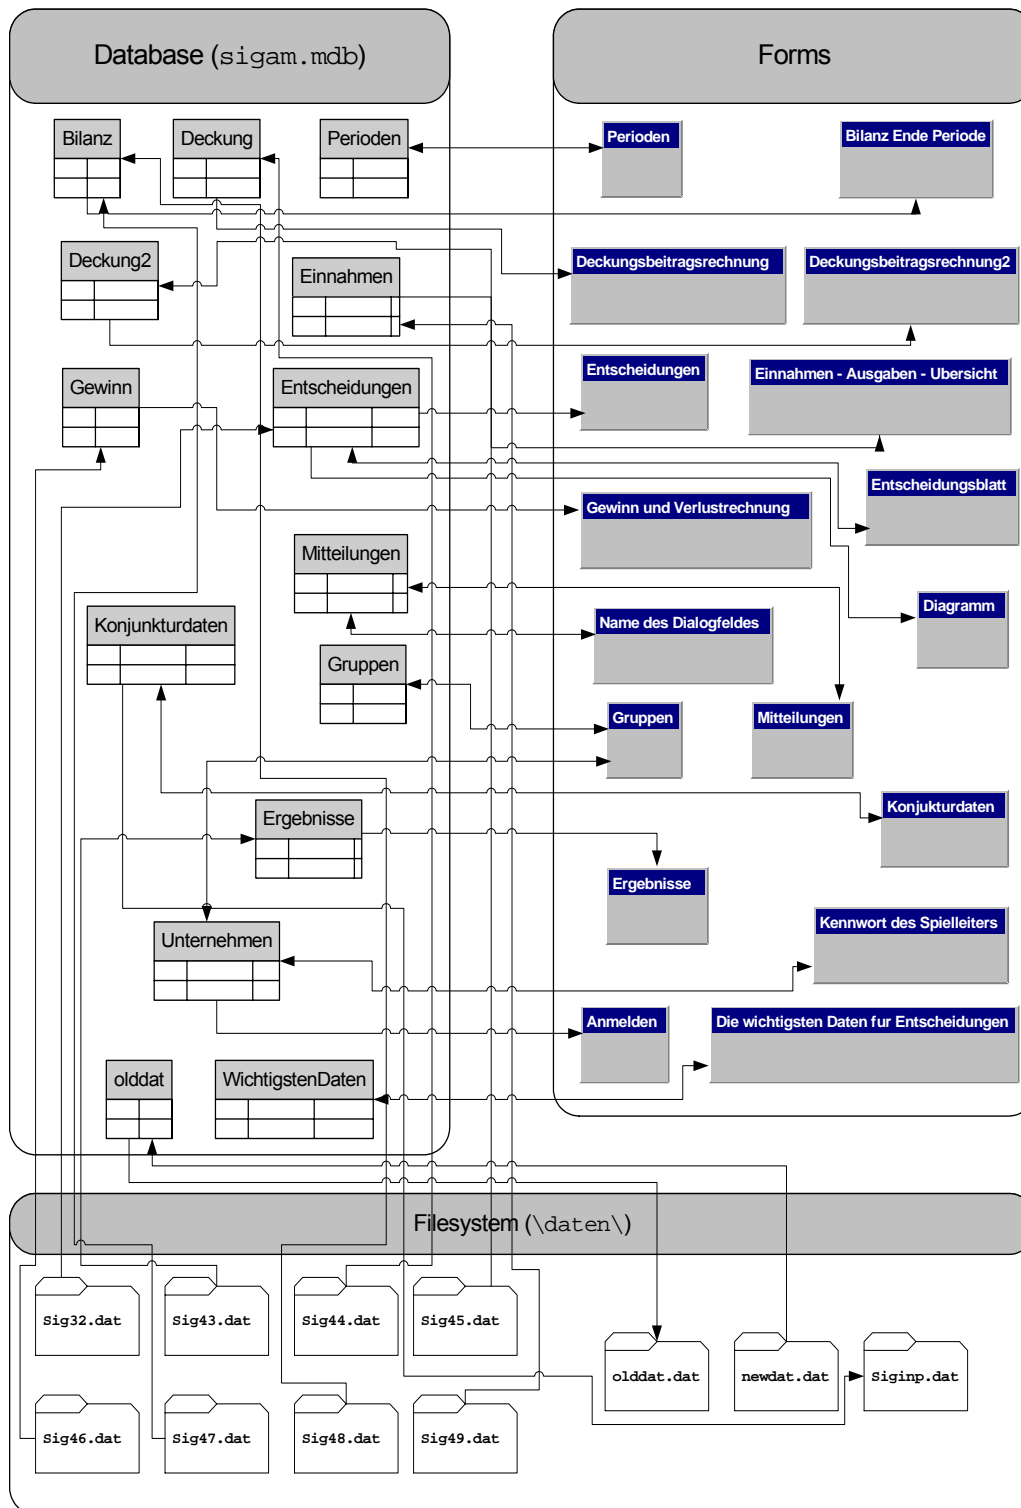 Database (sigam.mdb)
Forms
Bilanz
Deckung
Perioden
Perioden
Bilanz Ende Periode
Deckung2
Einnahmen
Deckungsbeitragsrechnung
Deckungsbeitragsrechnung2
Gewinn
Entscheidungen
Entscheidungen
Einnahmen - Ausgaben - Ubersicht
Entscheidungsblatt
Gewinn und Verlustrechnung
Mitteilungen
Diagramm
Konjunkturdaten
Name des Dialogfeldes
Gruppen
Gruppen
Mitteilungen
Ergebnisse
Konjukturdaten
Ergebnisse
Unternehmen
Kennwort des Spielleiters
Anmelden
Die wichtigsten Daten fur Entscheidungen
olddat
WichtigstenDaten
Filesystem (\daten\)
Sig32.dat
Sig43.dat
Sig44.dat
Sig45.dat
olddat.dat
newdat.dat
Siginp.dat
Sig46.dat
Sig47.dat
Sig48.dat
Sig49.dat